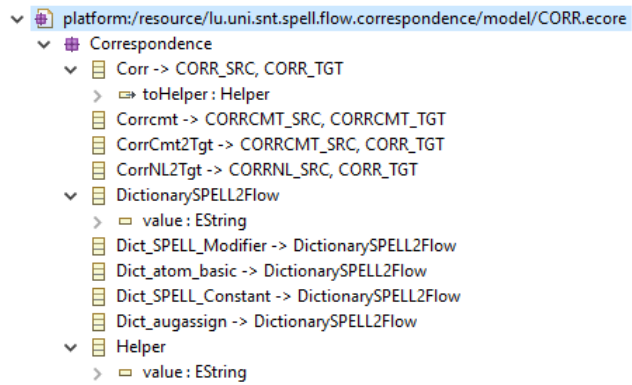 platform:/resource/lu.uni.snt.spell.flow.correspondence/model/CORR.ecore
Correspondence
Corr -> CORR_SRC, CORR_TGT
toHelper : Helper
Corrcmt -> CORRCMT_SRC, CORRCMT_TGT
CorrCmt2Tgt -> CORRCMT_SRC, CORR_TGT
CorrNL2Tgt -> CORRNL_SRC, CORR_TGT
DictionarySPELL2Flow
value : EString
Dict_SPELL_Modifier -> DictionarySPELL2Flow
Dict_atom_basic -> DictionarySPELL2Flow
Dict_SPELL_Constant -> DictionarySPELL2Flow
Dict_augassign -> DictionarySPELL2Flow
Helper
value : EString